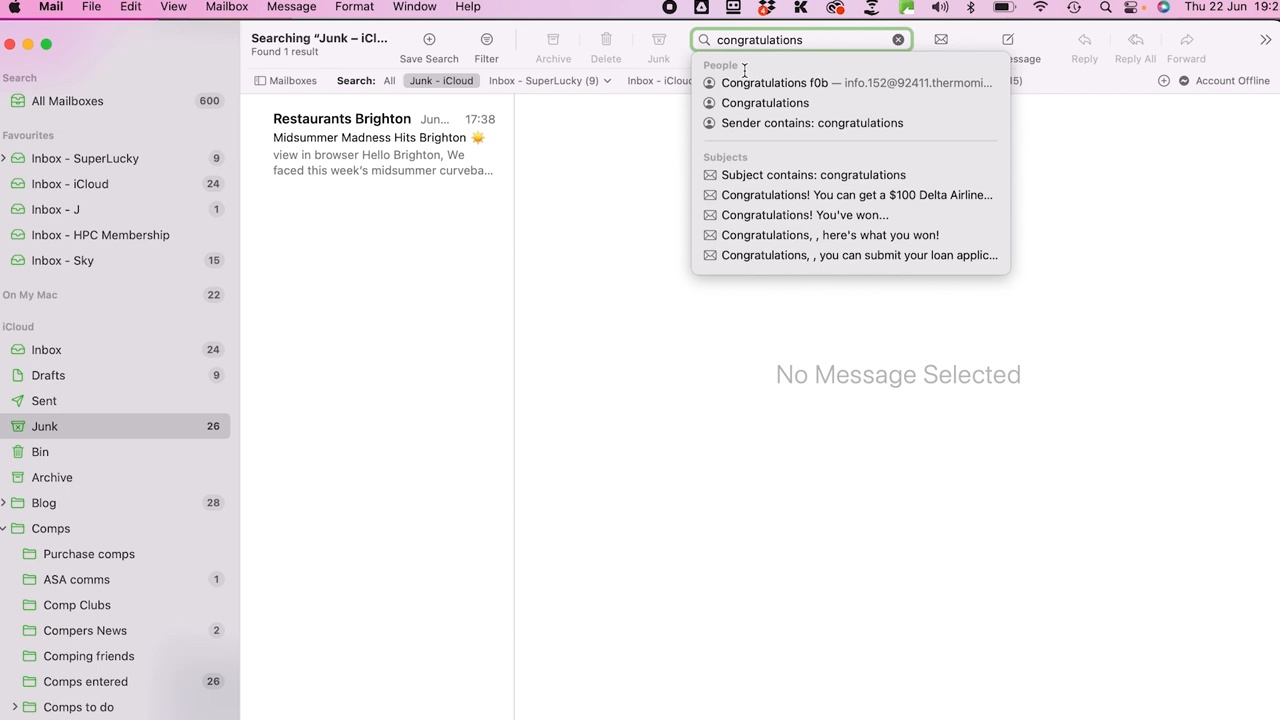 Mail File Edit View Mailbox Message Format Window Help Thu 22 Jun 19:2
Searching “Junk – iCl...
Found 1 result
Save Search
Filter
Archive
Delete
Junk
congratulations
essage
Reply
Reply All
Forward
Mailboxes Search: All Junk - iCloud Inbox - SuperLucky (9) Inbox - iClou 15) Account Offline
People
Congratulations f0b — info.152@92411.thermomi...
Congratulations
Sender contains: congratulations
Subjects
Subject contains: congratulations
Congratulations! You can get a $100 Delta Airline...
Congratulations! You've won...
Congratulations, , here's what you won!
Congratulations, , you can submit your loan applic...
Search
All Mailboxes 600
Favourites
Inbox - SuperLucky 9
Inbox - iCloud 24
Inbox - J 1
Inbox - HPC Membership
Inbox - Sky 15
On My Mac 22
iCloud
Inbox 24
Drafts 9
Sent
Junk 26
Bin
Archive
Blog 28
Comps
Purchase comps
ASA comms 1
Comp Clubs
Compers News 2
Comping friends
Comps entered 26
Comps to do
Restaurants Brighton Jun... 17:38
Midsummer Madness Hits Brighton ☀️
view in browser Hello Brighton, We
faced this week's midsummer curveba...
No Message Selected